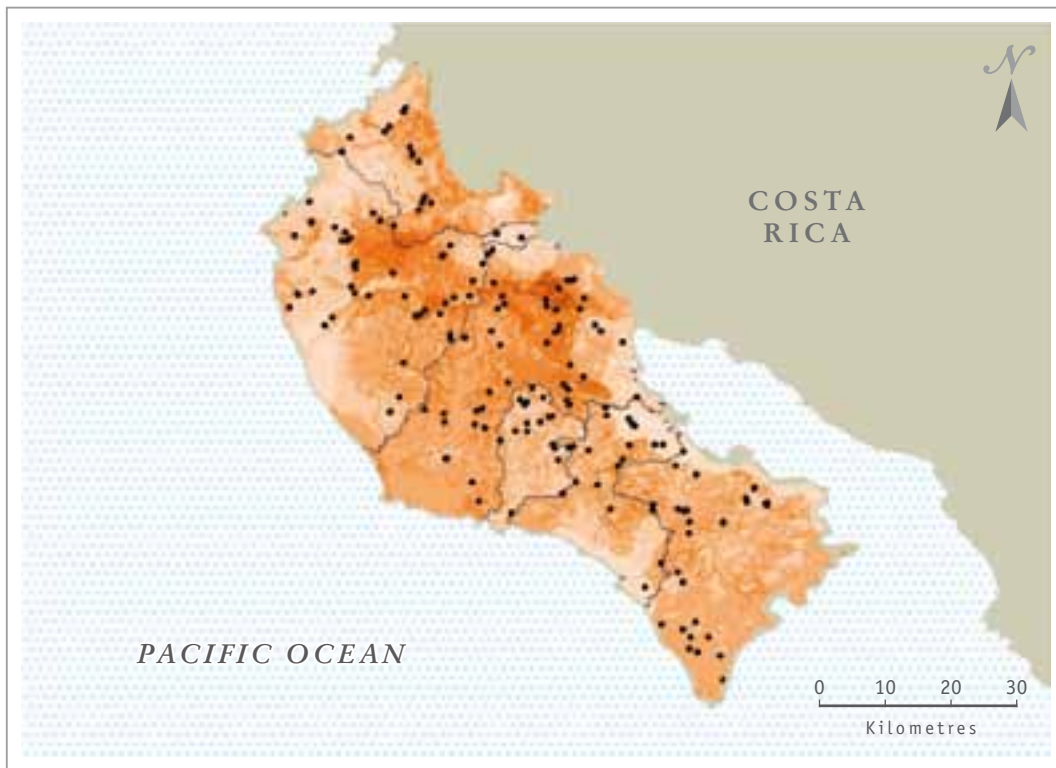 N
COSTA
RICA
PACIFIC OCEAN
0 10 20 30
Kilometres